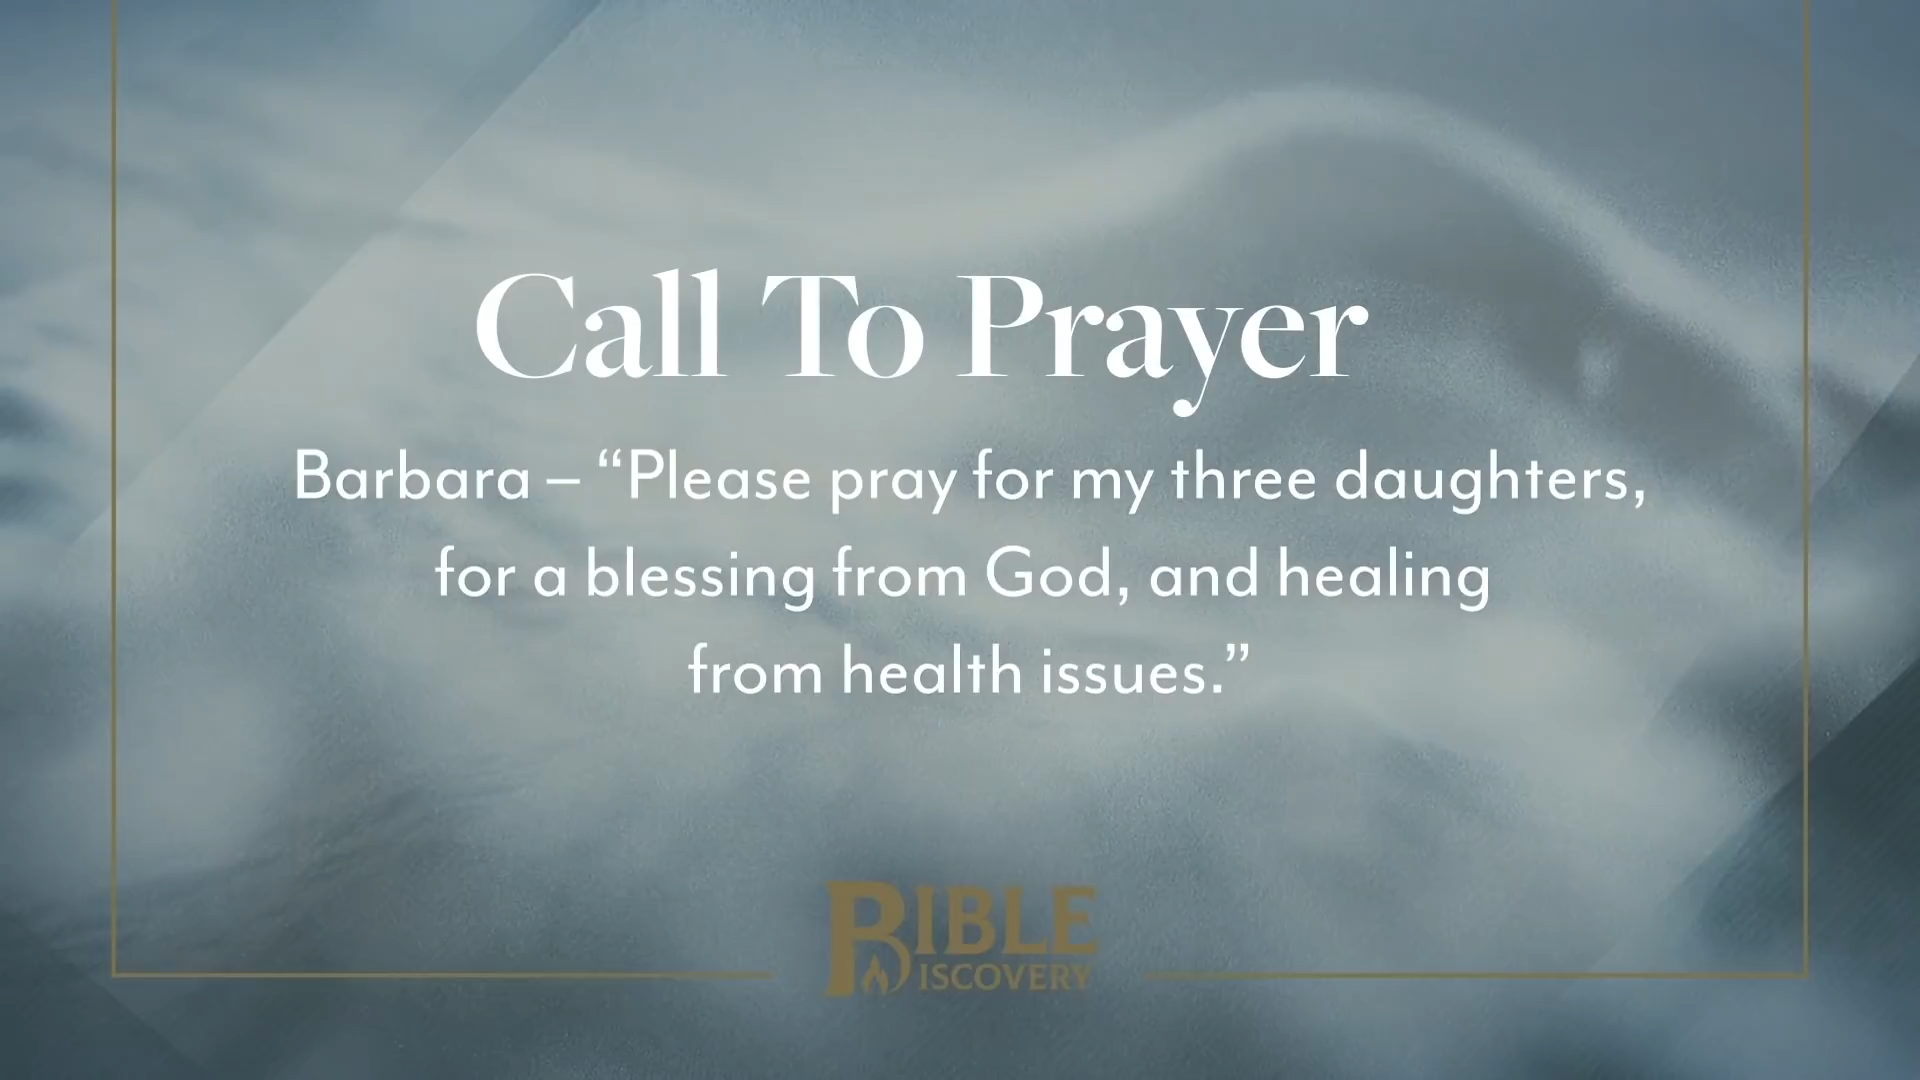 Call To Prayer
Barbara – “Please pray for my three daughters,
for a blessing from God, and healing
from health issues.”
BIBLE
DISCOVERY